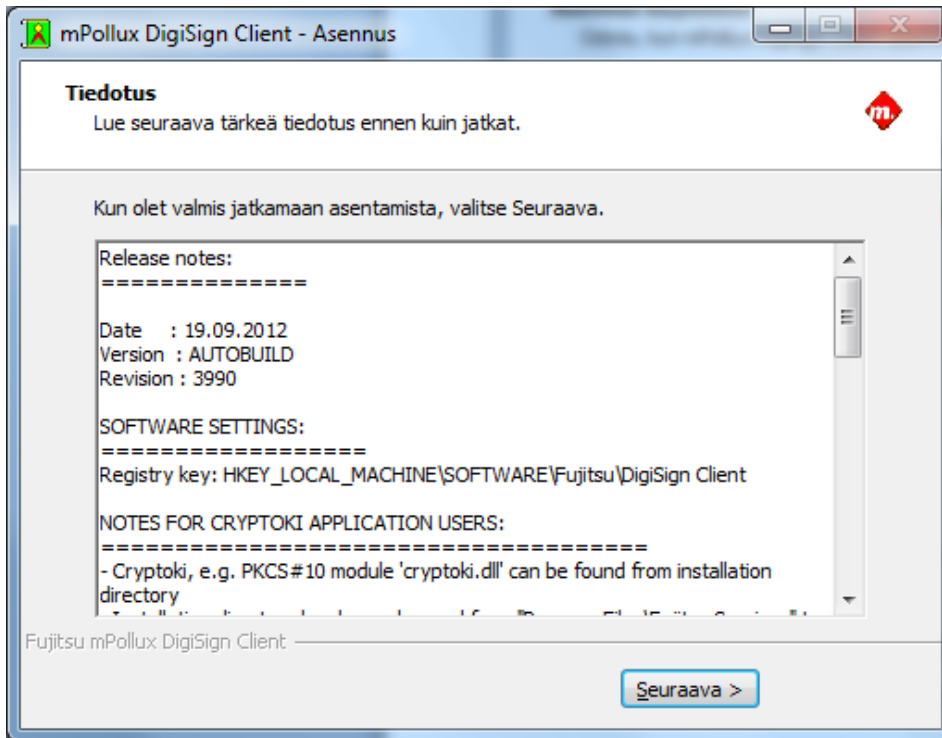 mPollux DigiSign Client - Asennus
Tiedotus
Lue seuraava tärkeä tiedotus ennen kuin jatkat.
m.
Kun olet valmis jatkamaan asentamista, valitse Seuraava.
Release notes:
===============
Date : 19.09.2012
Version : AUTOBUILD
Revision : 3990
SOFTWARE SETTINGS:
===================
Registry key: HKEY_LOCAL_MACHINE\SOFTWARE\Fujitsu\DigiSign Client
NOTES FOR CRYPTOKI APPLICATION USERS:
=======================================
- Cryptoki, e.g. PKCS#10 module 'cryptoki.dll' can be found from installation
directory
Fujitsu mPollux DigiSign Client
Seuraava >